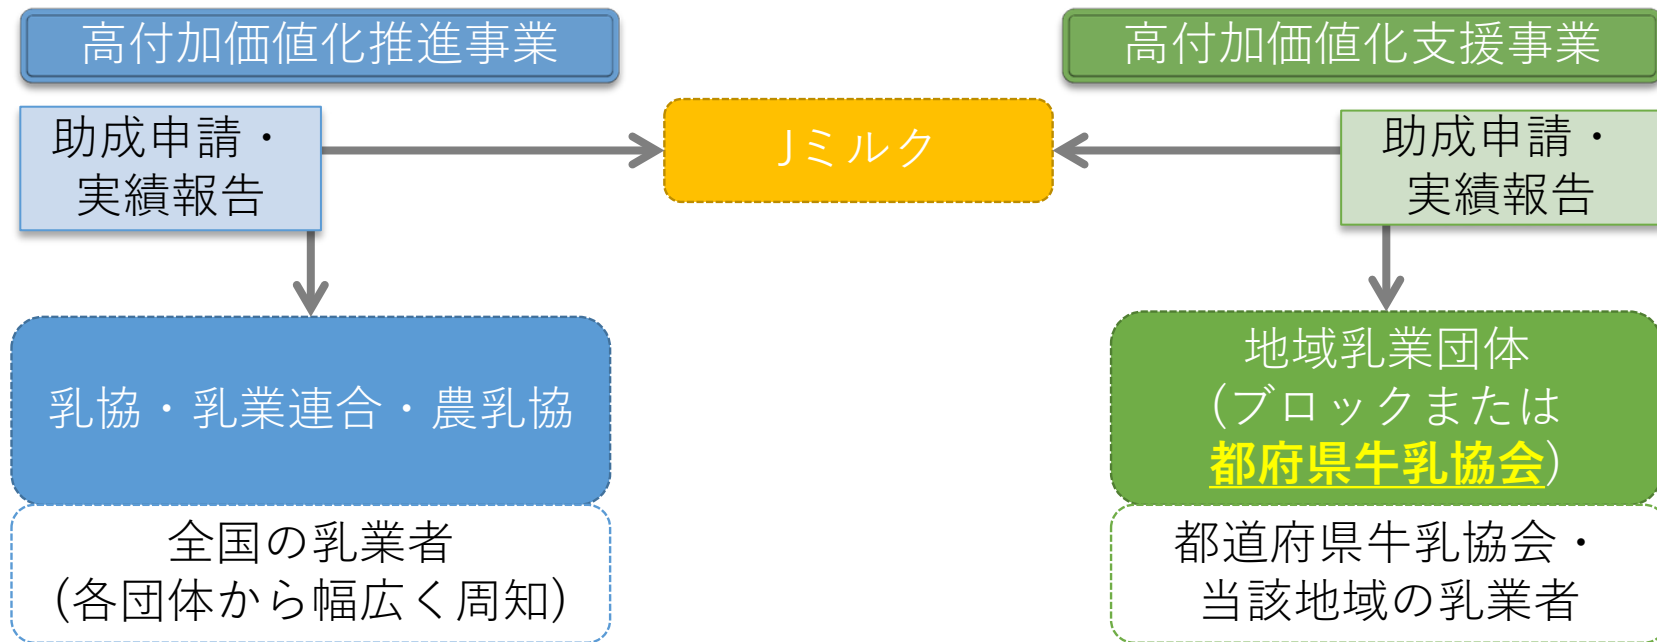 高付加価値化推進事業
高付加価値化支援事業
助成申請・
実績報告
Jミルク
助成申請・
実績報告
乳協・乳業連合・農乳協
全国の乳業者
(各団体から幅広く周知)
地域乳業団体
(ブロックまたは
都府県牛乳協会)
都道府県牛乳協会・
当該地域の乳業者